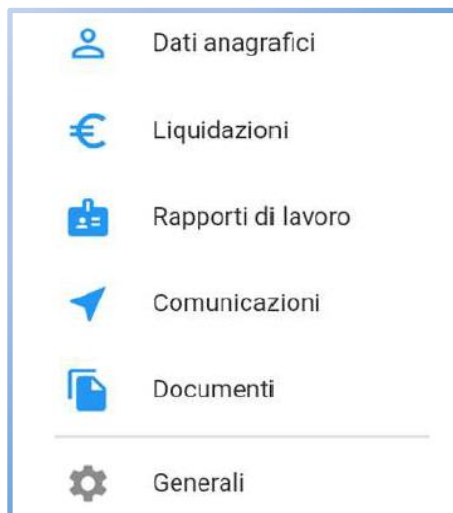 Dati anagrafici
Liquidazioni
Rapporti di lavoro
Comunicazioni
Documenti
Generali